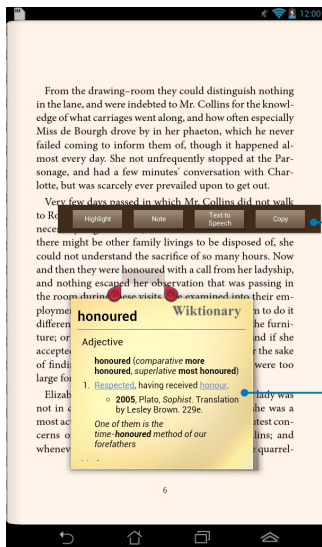 12:00
From the drawing–room they could distinguish nothing
in the lane, and were indebted to Mr. Collins for the knowl-
edge of what carriages went along, and how often especially
Miss de Bourgh drove by in her phaeton, which he never
failed coming to inform them of, though it happened al-
most every day. She not unfrequently stopped at the Par-
sonage, and had a few minutes' conversation with Char-
lotte, but was scarcely ever prevailed upon to get out.
Very few days passed in which Mr. Collins did not walk
to Ro
Highlight
Note
Text to
Speech
Copy
neces
there might be other family livings to be disposed of, she
could not understand the sacrifice of so many hours. Now
and then they were honoured with a call from her ladyship,
and nothing escaped her observation that was passing in
the room during these visits. She examined into their em-
ployme
m to do it
differen
he furni-
ture; or
nd if she
accepte
r the sake
of findi
were too
large fo
Elizab
lady was
not in c
she was a
most ac
utest con-
cerns o
lins; and
whenev
quarrel-
honoured
Wiktionary
Adjective
honoured (comparative more
honoured, superlative most honoured)
1. Respected, having received honour.
2005, Plato, Sophist. Translation
by Lesley Brown. 229e.
One of them is the
time-honoured method of our
forefathers
6